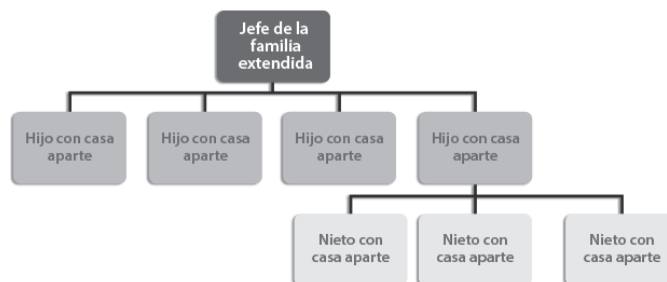 Jefe de la
familia
extendida
Hijo con casa
aparte
Hijo con casa
aparte
Hijo con casa
aparte
Hijo con casa
aparte
Nieto con
casa aparte
Nieto con
casa aparte
Nieto con
casa aparte